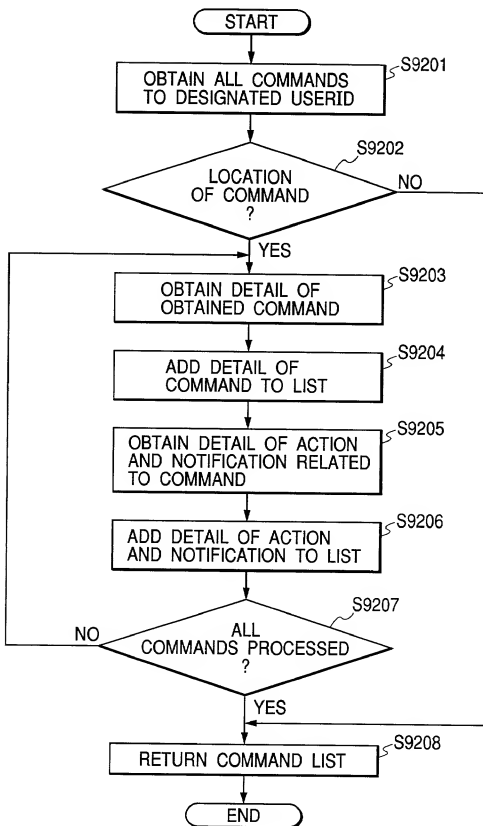 START
S9201
OBTAIN ALL COMMANDS
TO DESIGNATED USERID
S9202
LOCATION
OF COMMAND
?
NO
YES
S9203
OBTAIN DETAIL OF
OBTAINED COMMAND
S9204
ADD DETAIL OF
COMMAND TO LIST
S9205
OBTAIN DETAIL OF ACTION
AND NOTIFICATION RELATED
TO COMMAND
S9206
ADD DETAIL OF ACTION
AND NOTIFICATION TO LIST
S9207
ALL
COMMANDS PROCESSED
?
NO
YES
S9208
RETURN COMMAND LIST
END